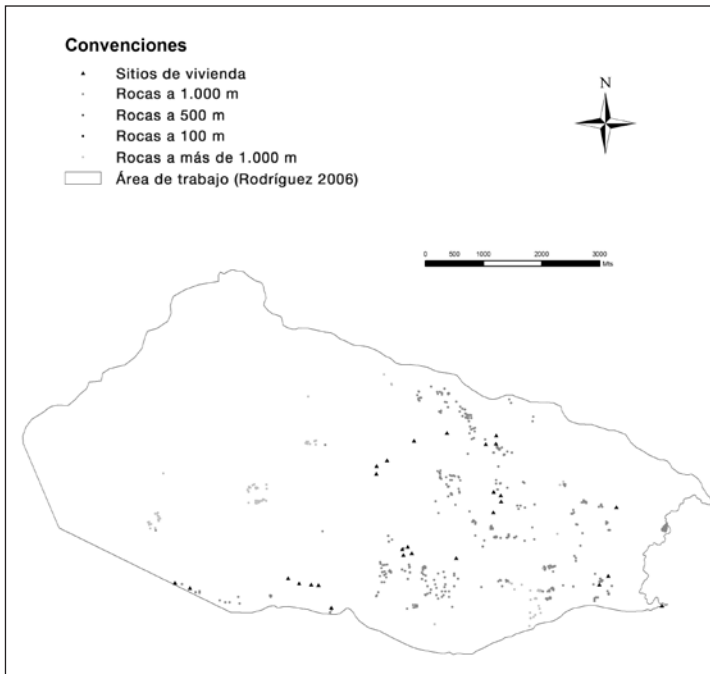 Convenciones
Sitios de vivienda
Rocas a 1.000 m
Rocas a 500 m
Rocas a 100 m
Rocas a más de 1.000 m
Área de trabajo (Rodríguez 2006)
N
0 500 1000 2000 3000
Mts